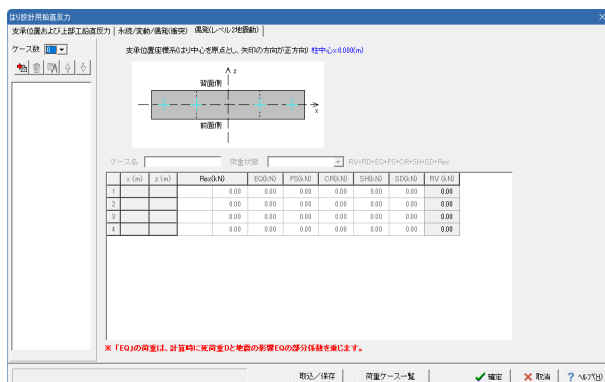 はり設計用鉛直反力
支承位置および上部工鉛直反力 永続/変動/偶発(衝突) 偶発(レベル2地震動)
ケース数 0
支承位置座標系(はり中心を原点とし、矢印の方向が正方向) 柱中心x:0.000(m)
z
背面側
x
前面側
ケース名 荷重状態 RV=RD+EQ+PS+CR+SH+SD+Rex
x (m) z (m) Rex(kN) EQ(kN) PS(kN) CR(kN) SH(kN) SD(kN) RV (kN)
1 0.00 0.00 0.00 0.00 0.00 0.00 0.00
2 0.00 0.00 0.00 0.00 0.00 0.00 0.00
3 0.00 0.00 0.00 0.00 0.00 0.00 0.00
4 0.00 0.00 0.00 0.00 0.00 0.00 0.00
※「EQ」の荷重は、計算時に死荷重Dと地震の影響EQの部分係数を乗じます。
取込/保存 荷重ケース一覧 確定 取消 ? ヘルプ(H)